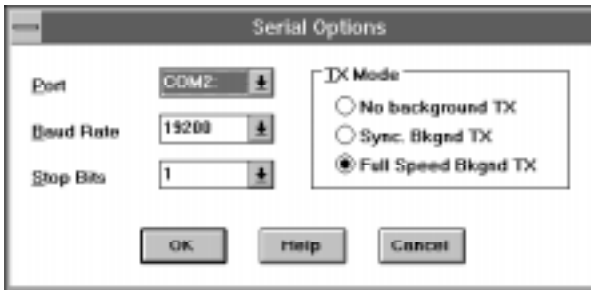 Serial Options
Port
COM2:
Baud Rate
19200
Stop Bits
1
TX Mode
No background TX
Sync. Bkgnd TX
Full Speed Bkgnd TX
OK
Help
Cancel